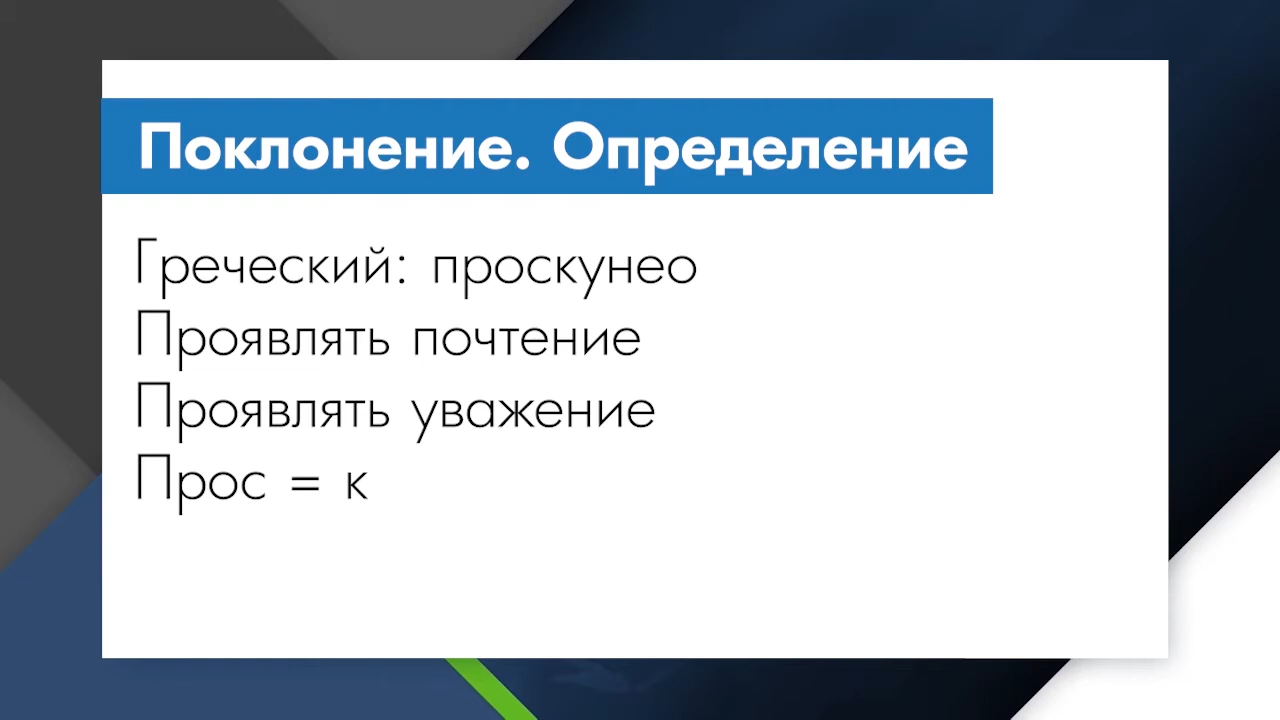 Поклонение. Определение
Греческий: проскунео
Проявлять почтение
Проявлять уважение
Прос = к